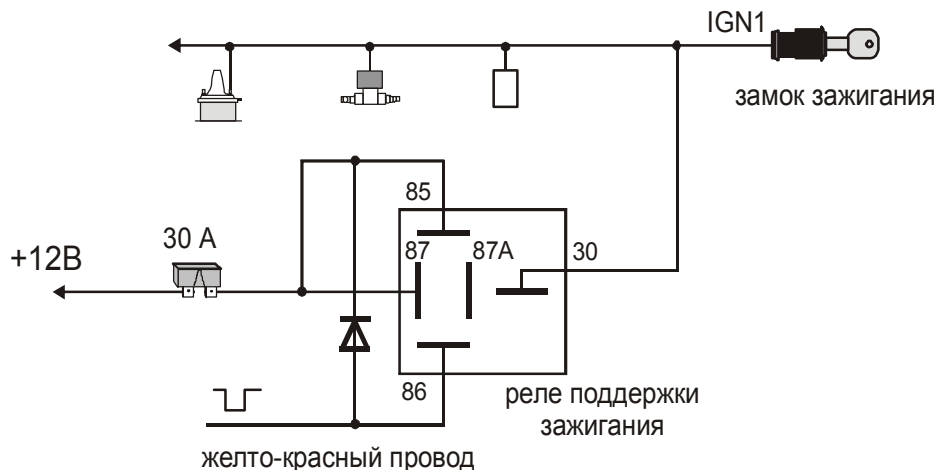 IGN1
замок зажигания
85
30 А
87
87А
30
+12В
86
реле поддержки
зажигания
желто-красный провод